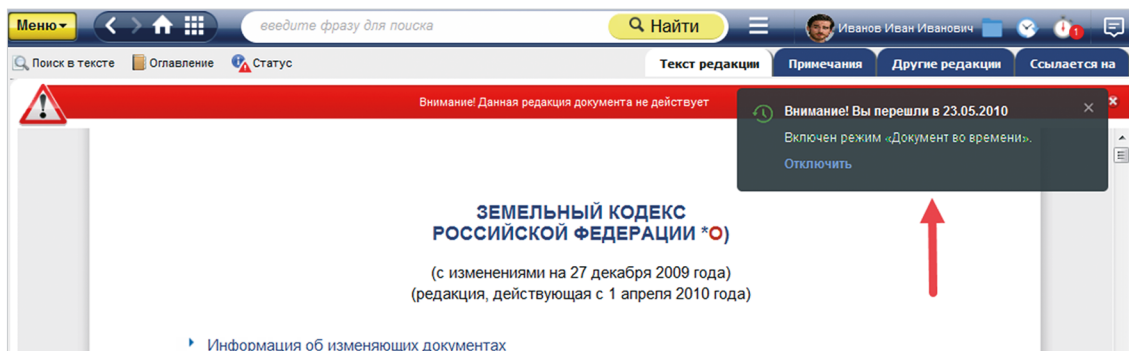 Меню
введите фразу для поиска
Найти
Иванов Иван Иванович
1
Поиск в тексте
Оглавление
Статус
Текст редакции
Примечания
Другие редакции
Ссылается на
Внимание! Данная редакция документа не действует
Внимание! Вы перешли в 23.05.2010
Включен режим «Документ во времени».
Отключить
ЗЕМЕЛЬНЫЙ КОДЕКС
РОССИЙСКОЙ ФЕДЕРАЦИИ *О)
(с изменениями на 27 декабря 2009 года)
(редакция, действующая с 1 апреля 2010 года)
Информация об изменяющих документах